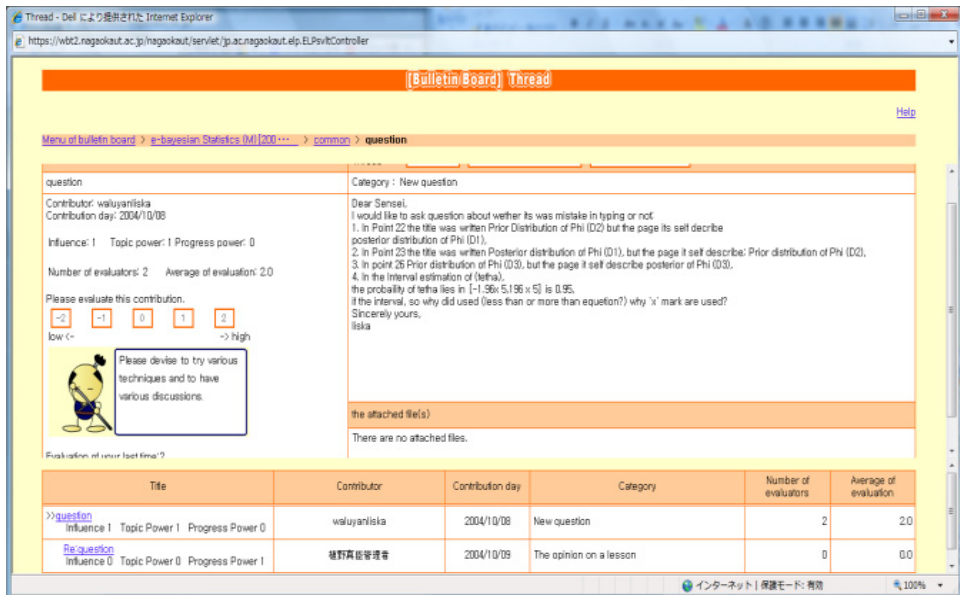 Thread - Dell により提供された Internet Explorer
https://wbt2.nagaokaut.ac.jp/nagaokaut/servlet/jp.ac.nagaokaut.elp.ELPsvltController
[Bulletin Board] Thread
Help
Menu of bulletin board > e-bayesian Statistics (M) [200 ··· > common > question
question
Category : New question
Contributor: waluyanliska
Contribution day: 2004/10/08
Influence: 1 Topic power: 1 Progress power: 0
Number of evaluators: 2 Average of evaluation: 2.0
Please evaluate this contribution.
-2 -1 0 1 2
low <- -> high
Please devise to try various
techniques and to have
various discussions.
Evaluation of your last time:2
Dear Sensei,
I would like to ask question about wether its was mistake in typing or not.
1. In Point 22 the title was written Prior Distribution of Phi (D2) but the page its self decribe
posterior distribution of Phi (D1),
2. In Point 23 the title was written Posterior distribution of Phi (D1), but the page it self describe: Prior distribution of Phi (D2),
3. In point 26 Prior distribution of Phi (D3), but the page it self describe posterior of Phi (D3),
4. In the Interval estimation of (tetha),
the probaility of tetha lies in [-1.96x 5,196 x 5] is 0.95,
if the interval, so why did used (less than or more than equetion?) why `x` mark are used?
Sincerely yours,
liska
the attached file(s)
There are no attached files.
Title Contributor Contribution day Category Number of evaluators Average of evaluation
>>question waluyanliska 2004/10/08 New question 2 2.0
Influence 1 Topic Power 1 Progress Power 0
Re:question 植野真臣管理者 2004/10/09 The opinion on a lesson 0 0.0
Influence 0 Topic Power 0 Progress Power 1
インターネット | 保護モード: 有効
100%